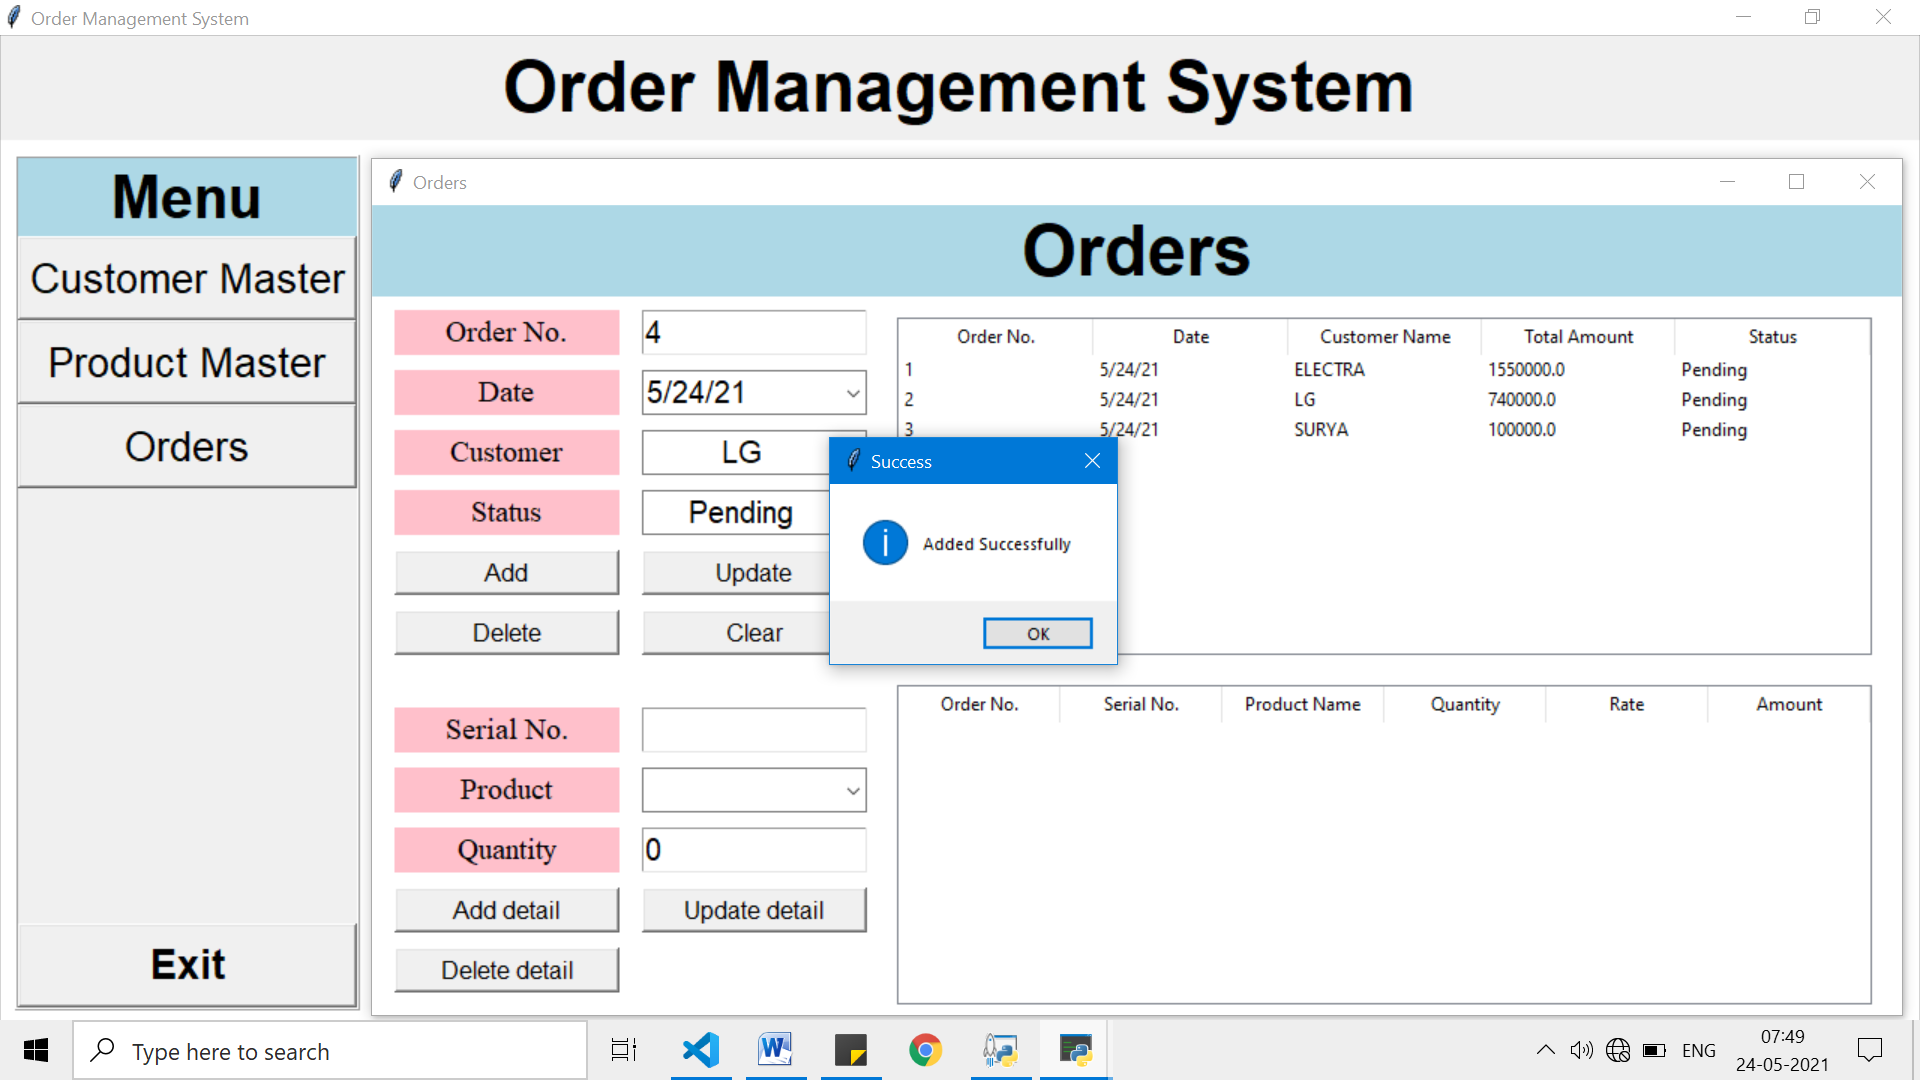 Order Management System
Order Management System
Menu
Customer Master
Product Master
Orders
Exit
Orders
Orders
Order No.
4
Date
5/24/21
Customer
LG
Status
Pending
Add
Update
Delete
Clear
Order No. Date Customer Name Total Amount Status
1 5/24/21 ELECTRA 1550000.0 Pending
2 5/24/21 LG 740000.0 Pending
3 5/24/21 SURYA 100000.0 Pending
Success
Added Successfully
OK
Serial No.
Product
Quantity
0
Add detail
Update detail
Delete detail
Order No. Serial No. Product Name Quantity Rate Amount
Type here to search
ENG
07:49
24-05-2021